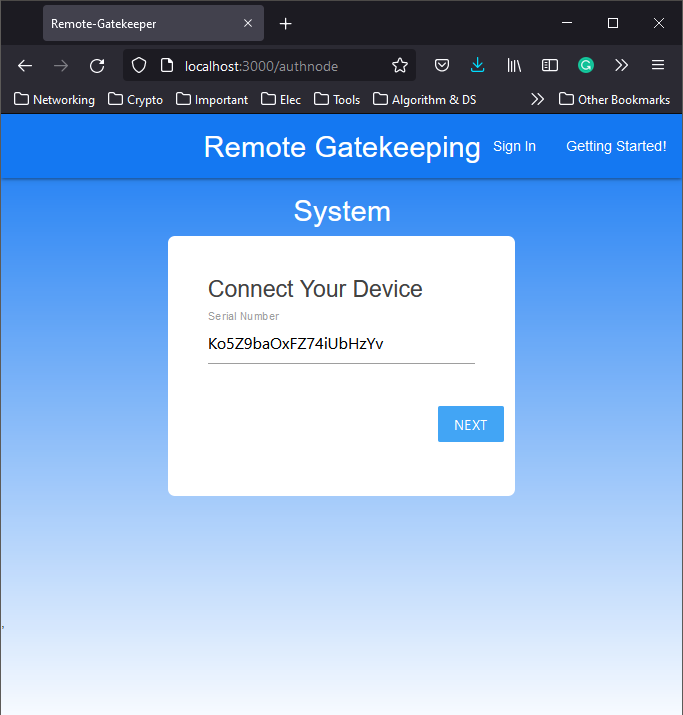 Remote-Gatekeeper
localhost:3000/authnode
Networking Crypto Important Elec Tools Algorithm & DS Other Bookmarks
Remote Gatekeeping System
Sign In Getting Started!
Connect Your Device
Serial Number
Ko5Z9baOxFZ74iUbHzYv
NEXT
,